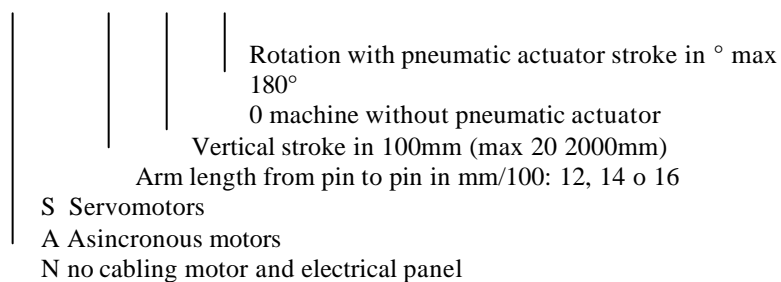 Rotation with pneumatic actuator stroke in ° max
180°
0 machine without pneumatic actuator
Vertical stroke in 100mm (max 20 2000mm)
Arm length from pin to pin in mm/100: 12, 14 o 16
S Servomotors
A Asincronous motors
N no cabling motor and electrical panel